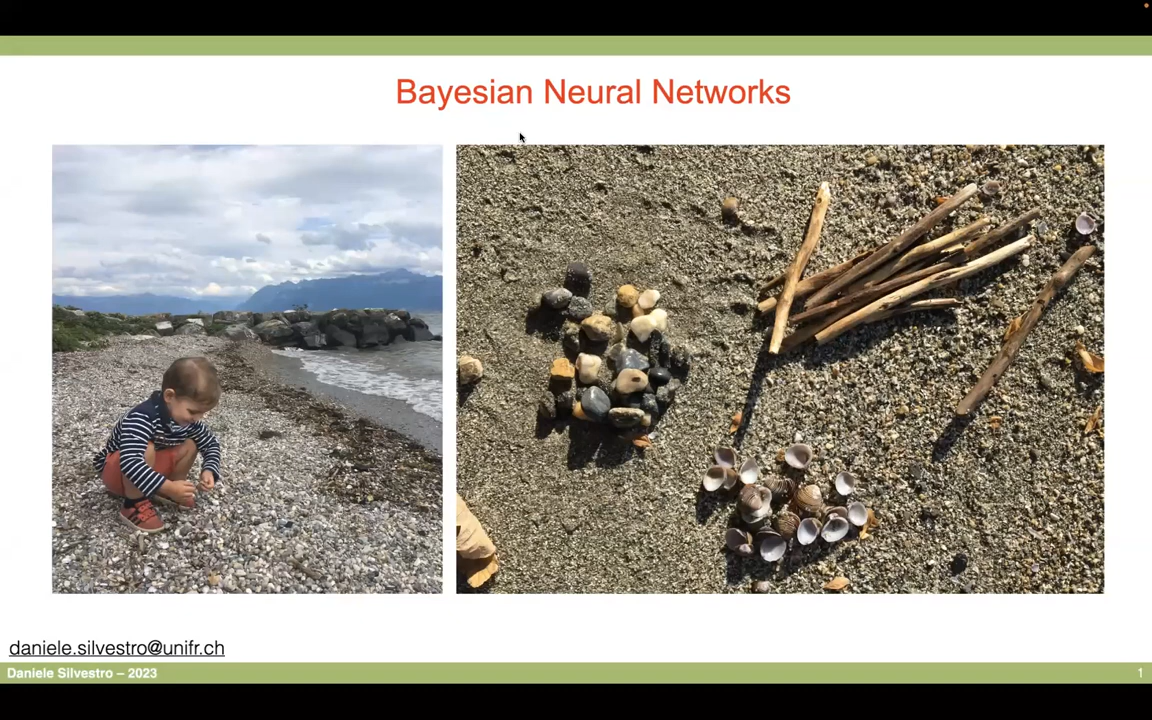 Bayesian Neural Networks
daniele.silvestro@unifr.ch
Daniele Silvestro – 2023
1